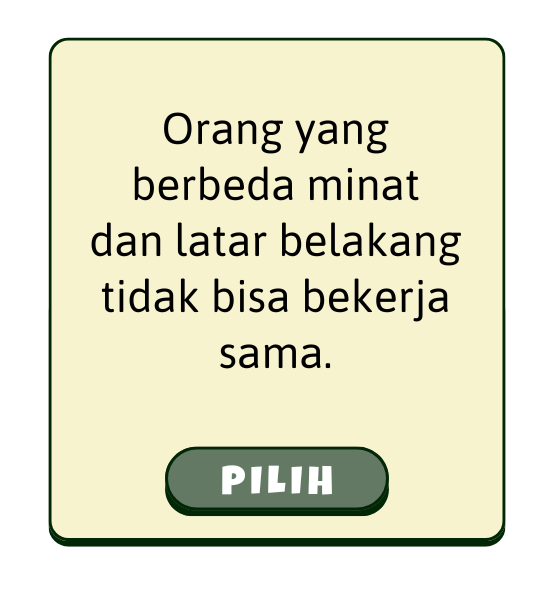 Orang yang
berbeda minat
dan latar belakang
tidak bisa bekerja
sama.
PILIH